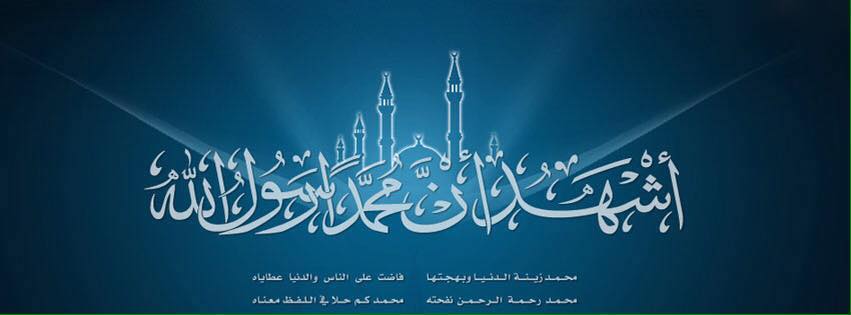 أشهد أن محمدا رسول الله
محمد زينة الدنيا وبهجتها فاضت على الناس والدنيا عطاياه
محمد رحمة الرحمن نفحته محمد كم حلا في اللفظ معناه